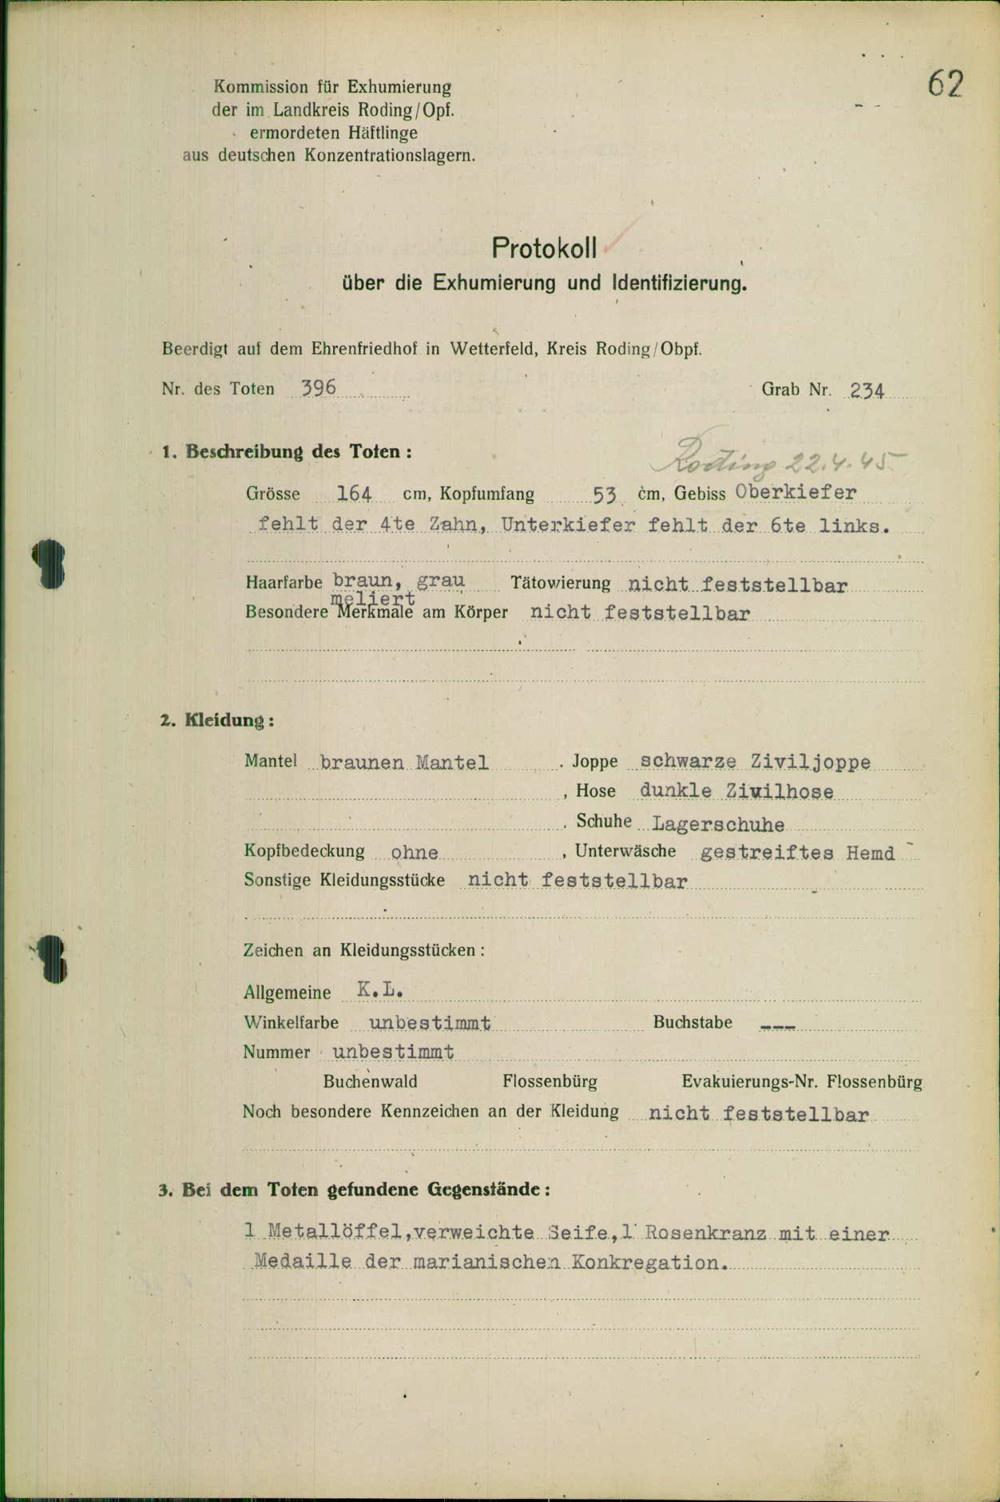 62
Kommission für Exhumierung
der im Landkreis Roding/Opf.
ermordeten Häftlinge
aus deutschen Konzentrationslagern.
Protokoll
über die Exhumierung und Identifizierung.
Beerdigt auf dem Ehrenfriedhof in Wetterfeld, Kreis Roding/Obpf.
Nr. des Toten 396 Grab Nr. 234
1. Beschreibung des Toten :
Roding 22.4.45
Grösse 164 cm, Kopfumfang 53 cm, Gebiss Oberkiefer
fehlt der 4te Zahn, Unterkiefer fehlt der 6te links.
Haarfarbe braun, grau Tätowierung nicht feststellbar
meliert
Besondere Merkmale am Körper nicht feststellbar
2. Kleidung :
Mantel braunen Mantel , Joppe schwarze Ziviljoppe
, Hose dunkle Zivilhose
, Schuhe Lagerschuhe
Kopfbedeckung ohne , Unterwäsche gestreiftes Hemd
Sonstige Kleidungsstücke nicht feststellbar
Zeichen an Kleidungsstücken :
Allgemeine K.L.
Winkelfarbe unbestimmt Buchstabe ---
Nummer unbestimmt
Buchenwald Flossenbürg Evakuierungs-Nr. Flossenbürg
Noch besondere Kennzeichen an der Kleidung nicht feststellbar
3. Bei dem Toten gefundene Gegenstände :
1 Metallöffel,verweichte Seife,1 Rosenkranz mit einer
Medaille der marianischen Konkregation.